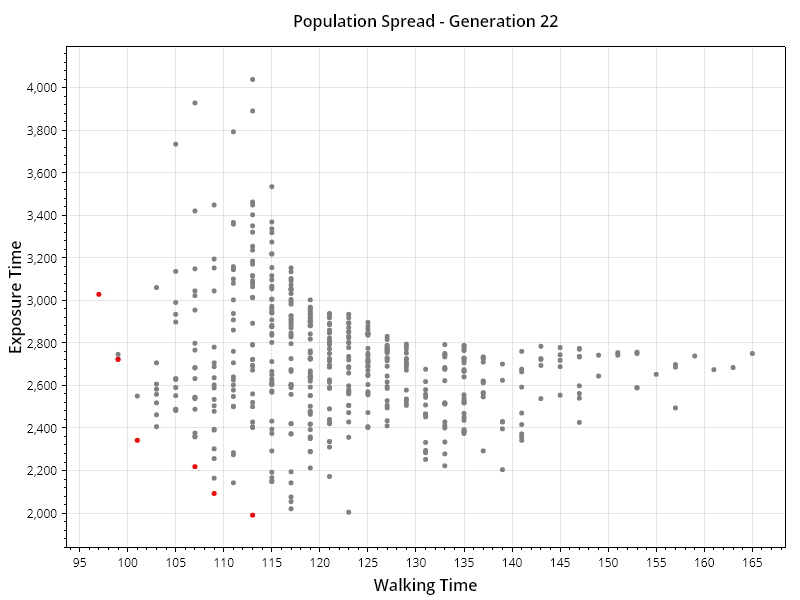 Population Spread - Generation 22
4,000
3,800
3,600
3,400
3,200
3,000
2,800
2,600
2,400
2,200
2,000
Exposure Time
95 100 105 110 115 120 125 130 135 140 145 150 155 160 165
Walking Time